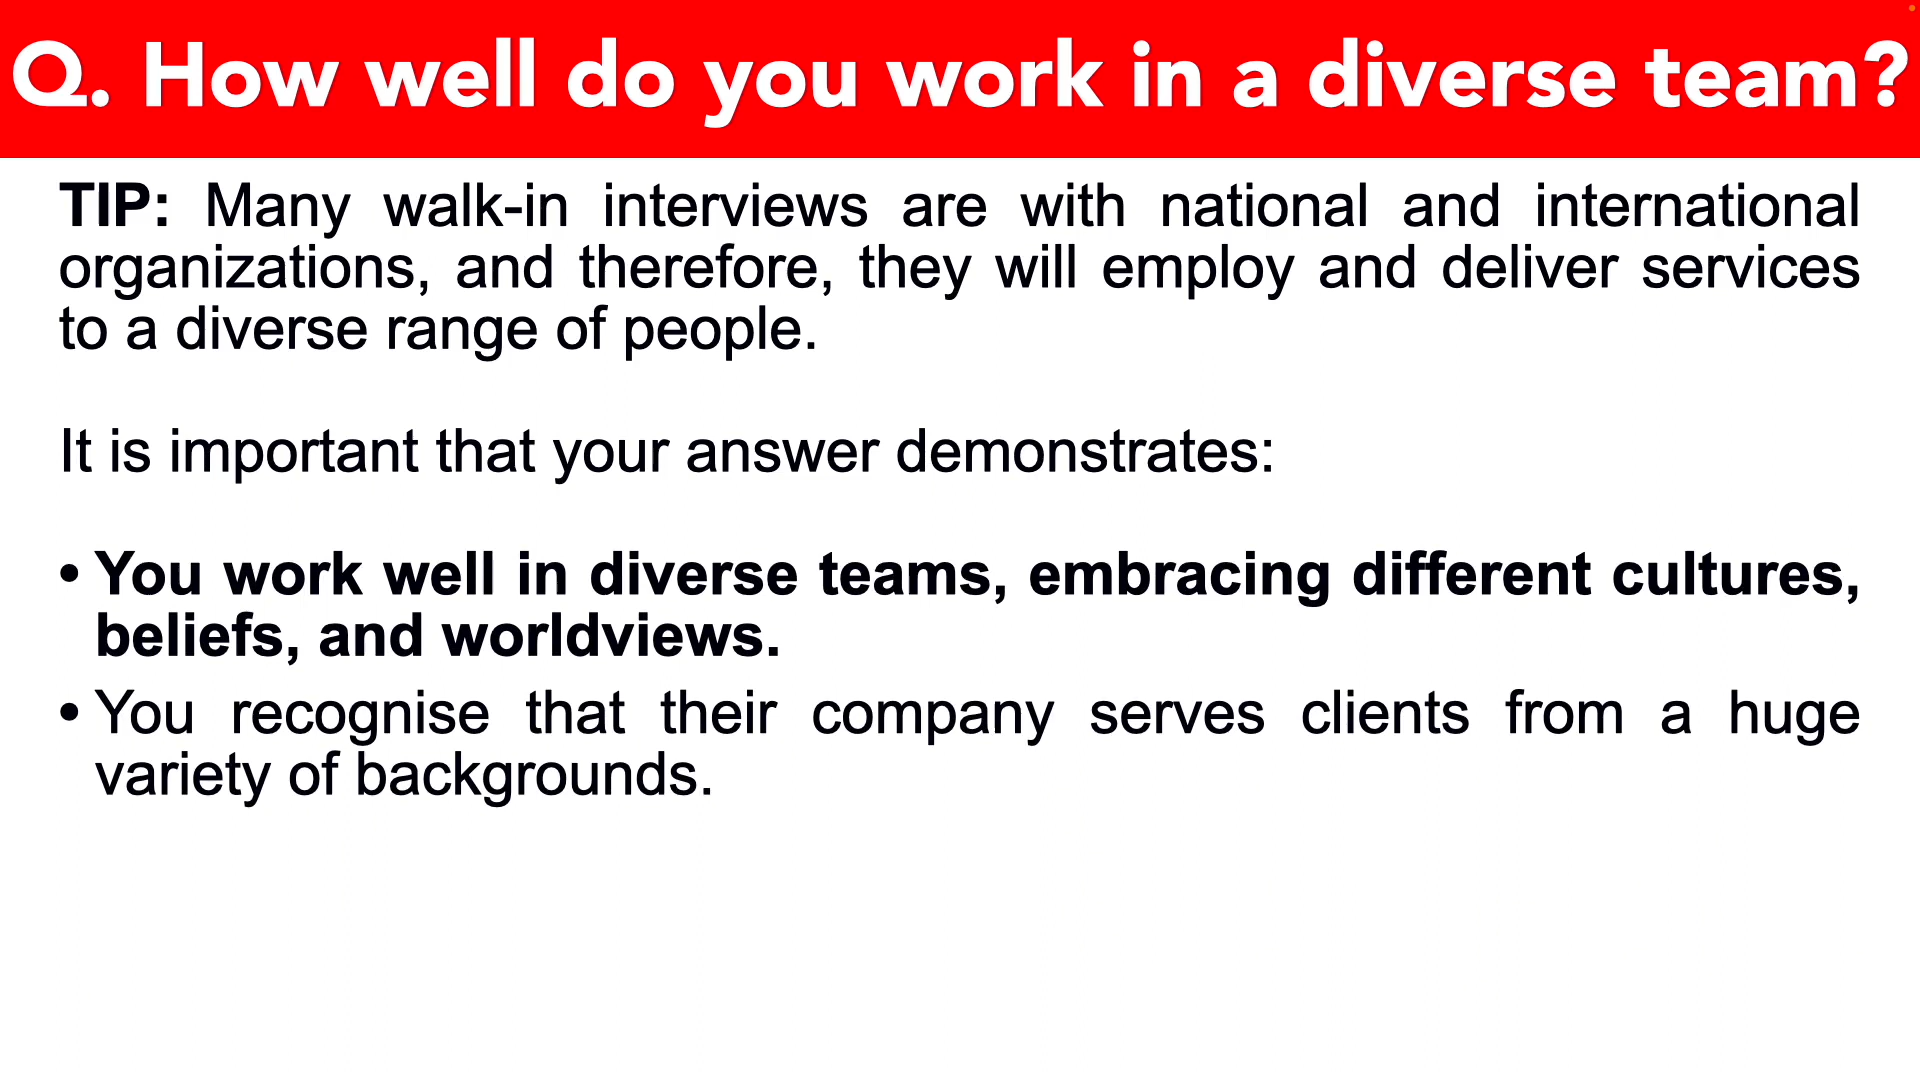 Q. How well do you work in a diverse team?
TIP: Many walk-in interviews are with national and international
organizations, and therefore, they will employ and deliver services
to a diverse range of people.
It is important that your answer demonstrates:
• You work well in diverse teams, embracing different cultures,
beliefs, and worldviews.
• You recognise that their company serves clients from a huge
variety of backgrounds.